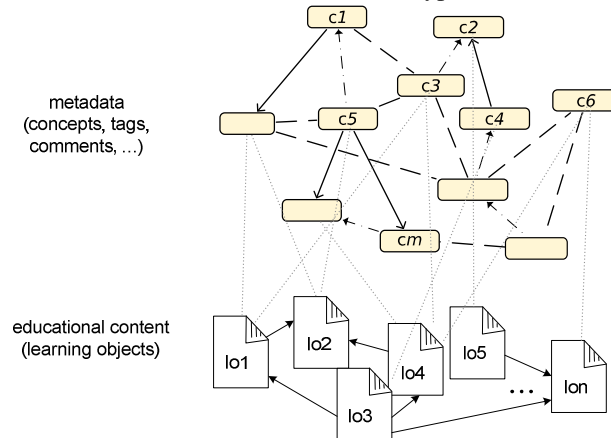 c1
c2
c3
c6
metadata
(concepts, tags,
comments, ...)
c5
c4
cm
educational content
(learning objects)
lo1
lo2
lo4
lo5
lo3
...
lon